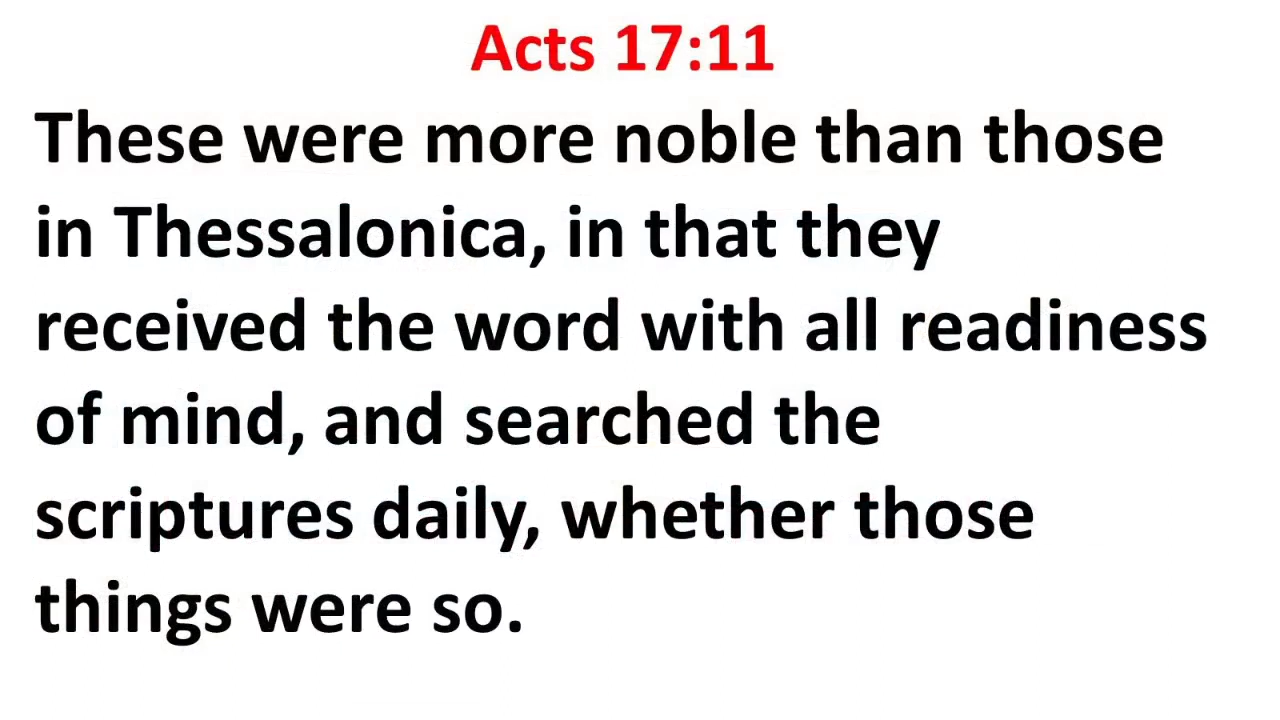 Acts 17:11
These were more noble than those
in Thessalonica, in that they
received the word with all readiness
of mind, and searched the
scriptures daily, whether those
things were so.